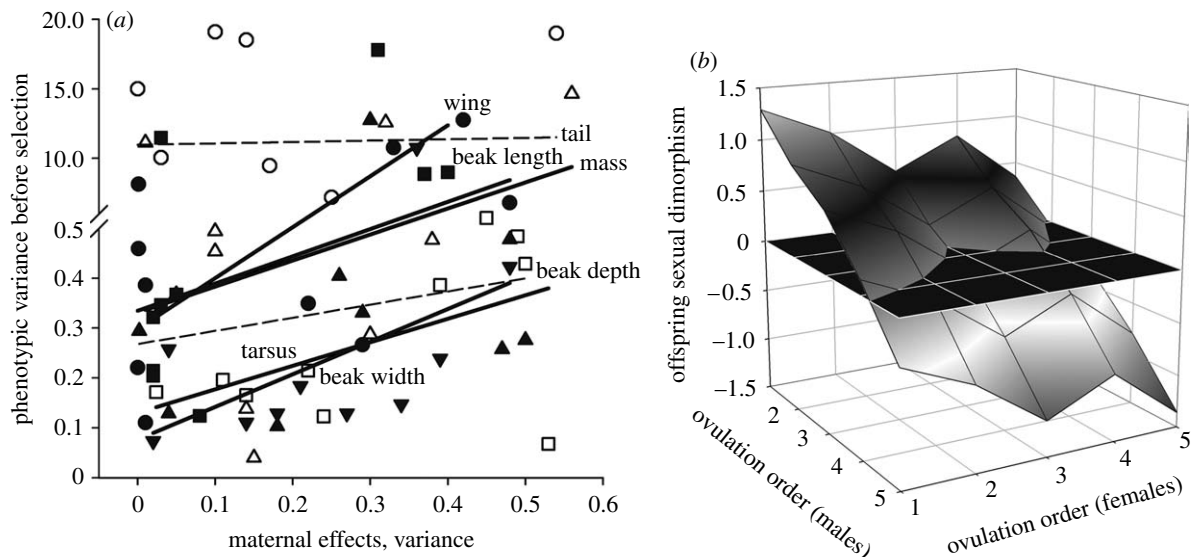 (a)
phenotypic variance before selection
20.0
15.0
10.0
0.5
0.4
0.3
0.2
0.1
0
wing
tail
beak length
mass
beak depth
tarsus
beak width
0
0.1
0.2
0.3
0.4
0.5
0.6
maternal effects, variance
(b)
offspring sexual dimorphism
1.5
1.0
0.5
0
–0.5
–1.0
–1.5
2
3
4
5
ovulation order (males)
1
2
3
4
5
ovulation order (females)